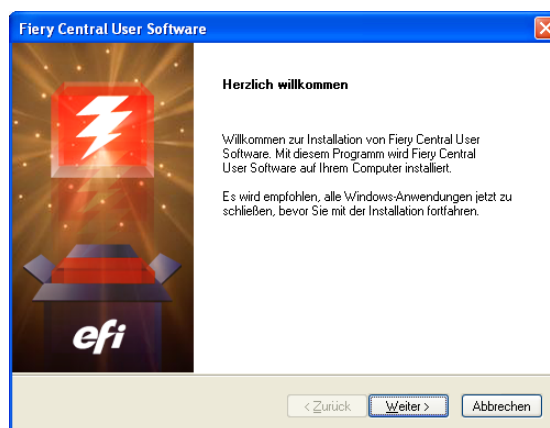 Fiery Central User Software
Herzlich willkommen
Willkommen zur Installation von Fiery Central User
Software. Mit diesem Programm wird Fiery Central
User Software auf Ihrem Computer installiert.
Es wird empfohlen, alle Windows-Anwendungen jetzt zu
schließen, bevor Sie mit der Installation fortfahren.
efi
< Zurück
Weiter >
Abbrechen